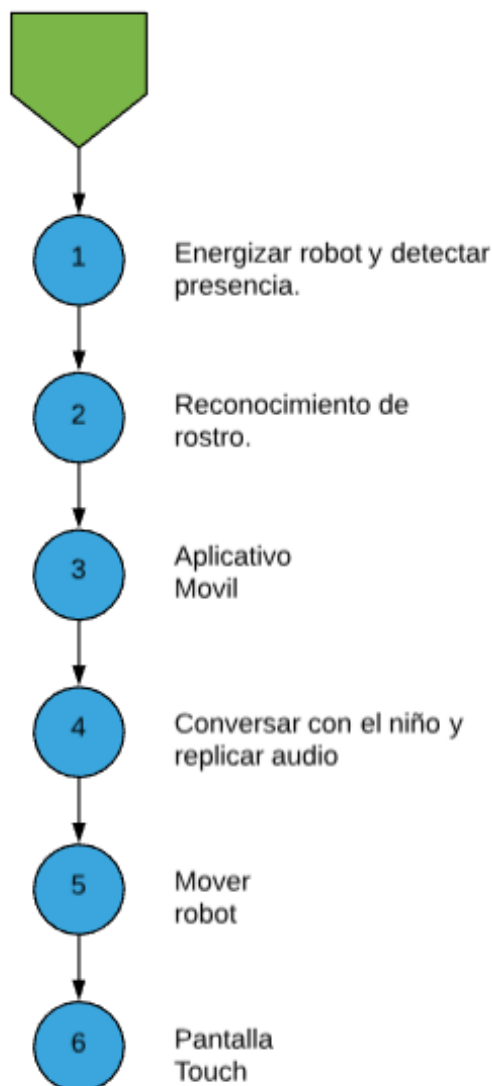 1
Energizar robot y detectar
presencia.
2
Reconocimiento de
rostro.
3
Aplicativo
Movil
4
Conversar con el niño y
replicar audio
5
Mover
robot
6
Pantalla
Touch